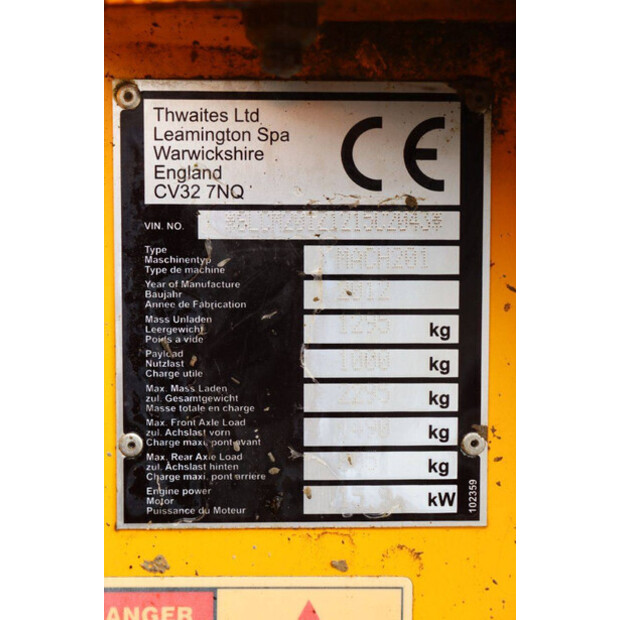 Thwaites Ltd
Leamington Spa
Warwickshire
England
CV32 7NQ
CE
VIN. NO.
Type
Maschinentyp
Type de machine
MACH201
Year of Manufacture
Baujahr
Annee de Fabrication
2012
Mass Unladen
Leergewicht
Poids a vide
1295 kg
Payload
Nutzlast
Charge utile
1000 kg
Max. Mass Laden
zul. Gesamtgewicht
Masse totale en charge
2295 kg
Max. Front Axle Load
zul. Achslast vorn
Charge maxi. pont avant
kg
Max. Rear Axle Load
zul. Achslast hinten
Charge maxi. pont arriere
kg
Engine power
Motor
Puissance du Moteur
kW
102359
ANGER